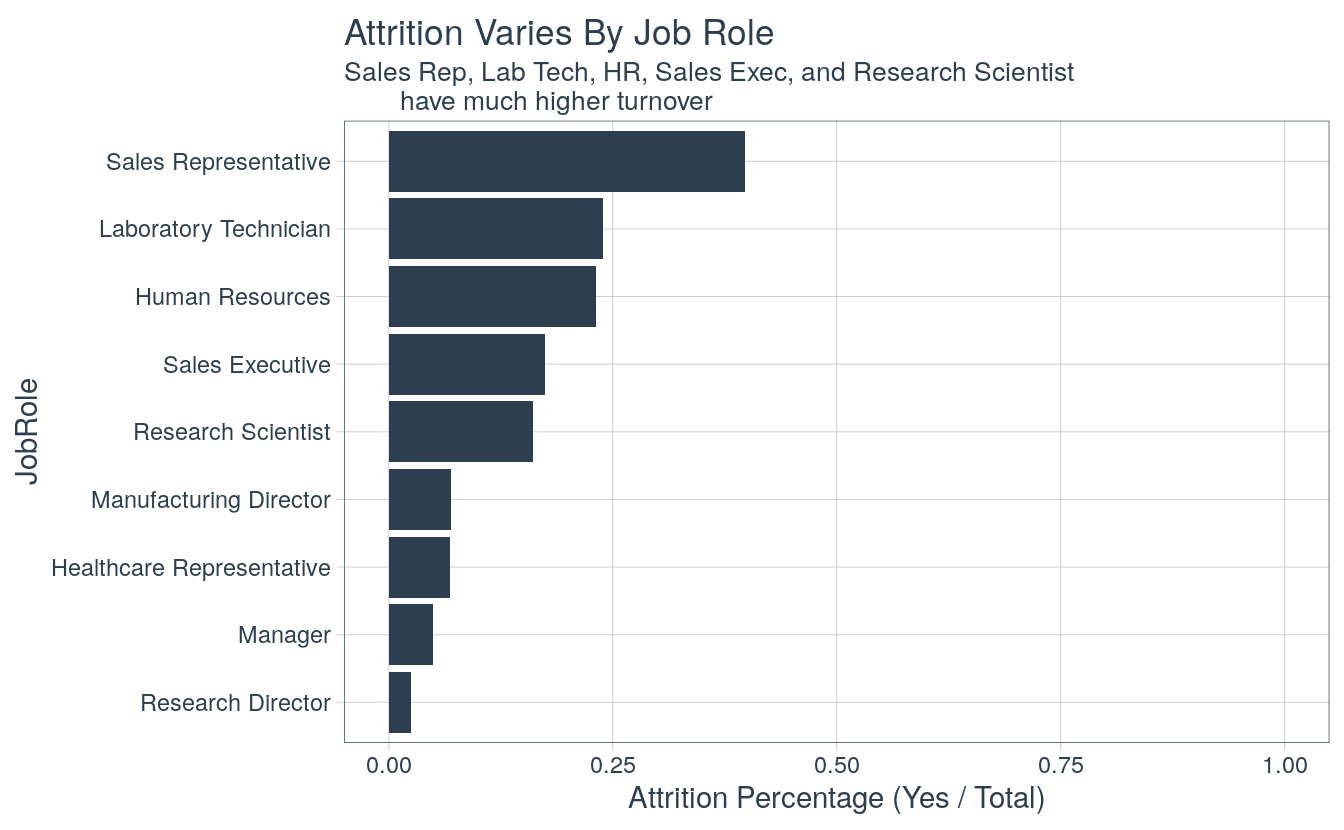 Attrition Varies By Job Role
Sales Rep, Lab Tech, HR, Sales Exec, and Research Scientist
have much higher turnover
JobRole
Sales Representative
Laboratory Technician
Human Resources
Sales Executive
Research Scientist
Manufacturing Director
Healthcare Representative
Manager
Research Director
0.00 0.25 0.50 0.75 1.00
Attrition Percentage (Yes / Total)